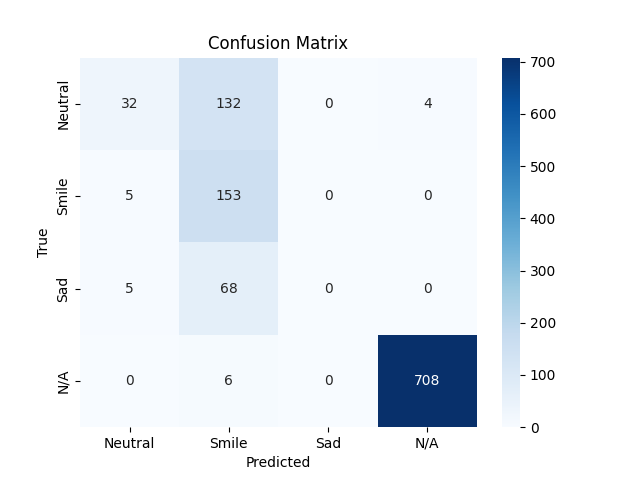 Confusion Matrix
True
Neutral 32 132 0 4
Smile 5 153 0 0
Sad 5 68 0 0
N/A 0 6 0 708
Neutral Smile Sad N/A
Predicted
700
600
500
400
300
200
100
0